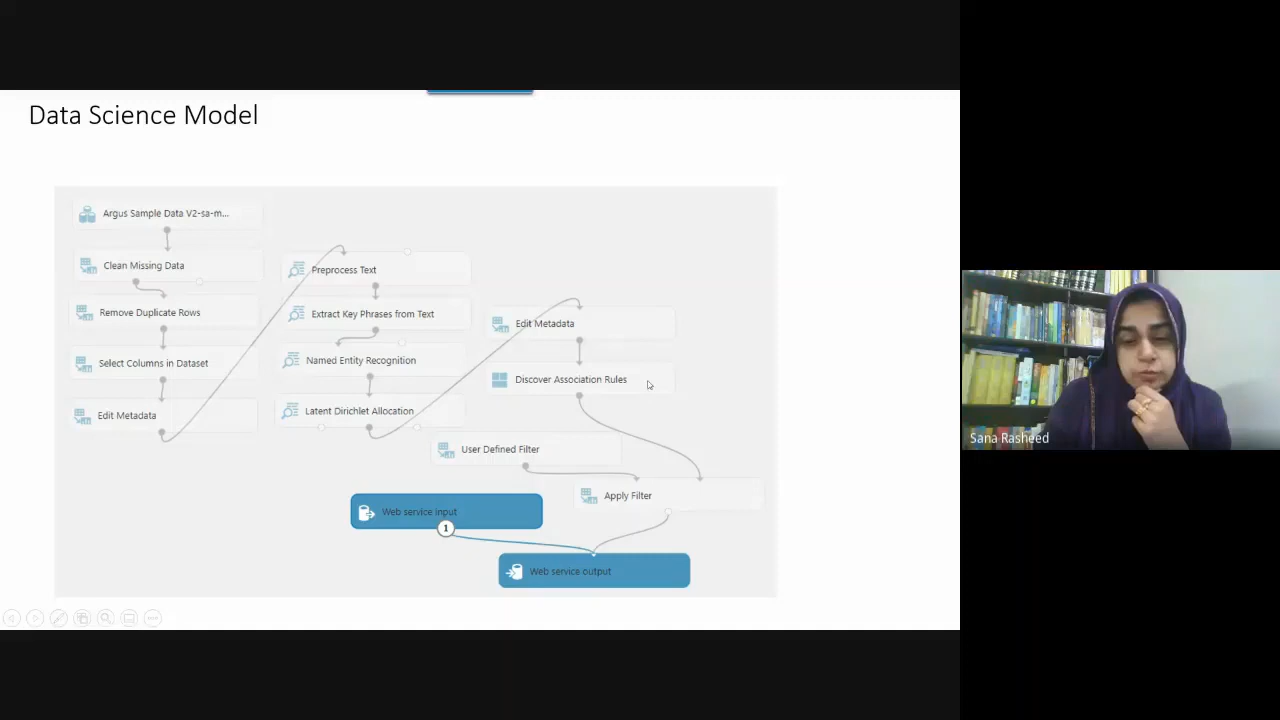 Data Science Model
Argus Sample Data V2-sa-m...
Clean Missing Data
Remove Duplicate Rows
Select Columns in Dataset
Edit Metadata
Preprocess Text
Extract Key Phrases from Text
Named Entity Recognition
Latent Dirichlet Allocation
Edit Metadata
Discover Association Rules
User Defined Filter
Apply Filter
Web service input
1
Web service output
Sana Rasheed